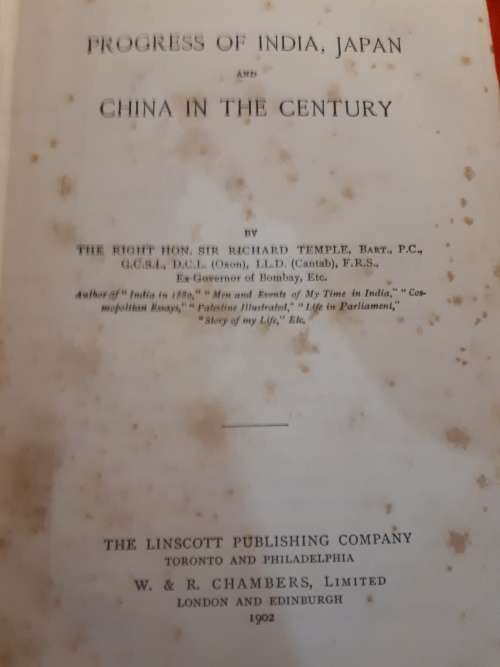 PROGRESS OF INDIA, JAPAN
AND
CHINA IN THE CENTURY
BY
THE RIGHT HON. SIR RICHARD TEMPLE, BART., P.C.,
G.C.S.I., D.C.L. (Oxon), LL.D. (Cantab), F.R.S.,
Ex-Governor of Bombay, Etc.
Author of "India in 1880," "Men and Events of My Time in India," "Cos-
mopolitan Essays," "Palestine Illustrated," "Life in Parliament,"
"Story of my Life," Etc.
THE LINSCOTT PUBLISHING COMPANY
TORONTO AND PHILADELPHIA
W. & R. CHAMBERS, LIMITED
LONDON AND EDINBURGH
1902